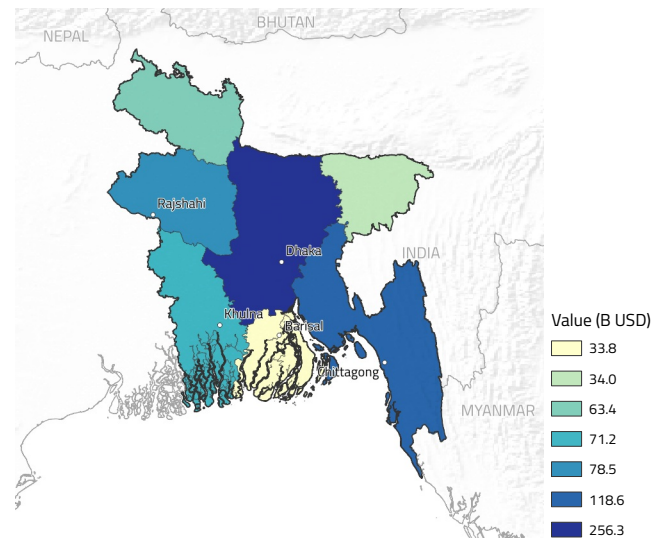 BHUTAN
NEPAL
Rajshahi
Dhaka
INDIA
Khulna
Barisal
Chittagong
MYANMAR
Value (B USD)
33.8
34.0
63.4
71.2
78.5
118.6
256.3